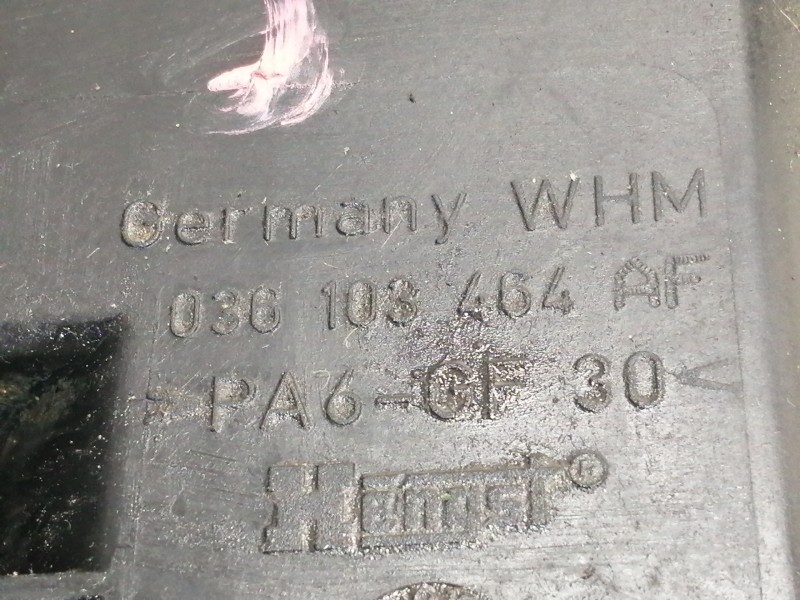 Germany WHM
036 103 464 AF
>PA6-GF 30<
Hengst®